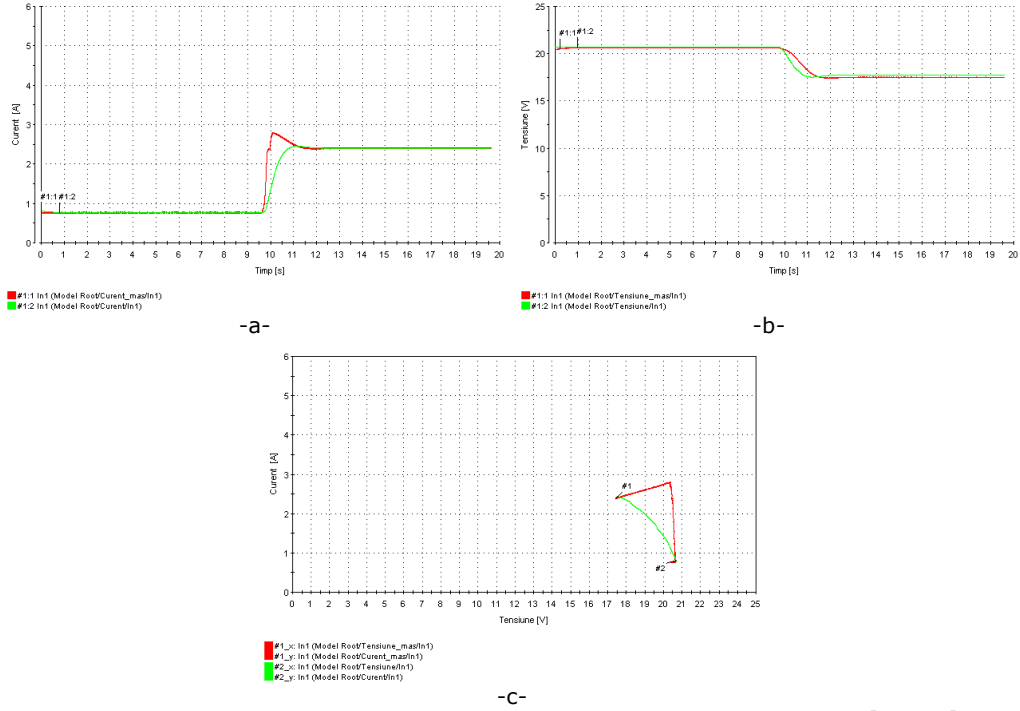 6
5
4
3
2
1
0
Curent [A]
#1:1 #1:2
0 1 2 3 4 5 6 7 8 9 10 11 12 13 14 15 16 17 18 19 20
Timp [s]
#1:1 In1 (Model Root/Curent_mas/In1)
#1:2 In1 (Model Root/Curent/In1)
-a-
25
20
15
10
5
0
Tensiune [V]
#1:1 #1:2
0 1 2 3 4 5 6 7 8 9 10 11 12 13 14 15 16 17 18 19 20
Timp [s]
#1:1 In1 (Model Root/Tensiune_mas/In1)
#1:2 In1 (Model Root/Tensiune/In1)
-b-
6
5
4
3
2
1
0
Curent [A]
#1
#2
0 1 2 3 4 5 6 7 8 9 10 11 12 13 14 15 16 17 18 19 20 21 22 23 24 25
Tensiune [V]
#1_x: In1 (Model Root/Tensiune_mas/In1)
#1_y: In1 (Model Root/Curent_mas/In1)
#2_x: In1 (Model Root/Tensiune/In1)
#2_y: In1 (Model Root/Curent/In1)
-c-